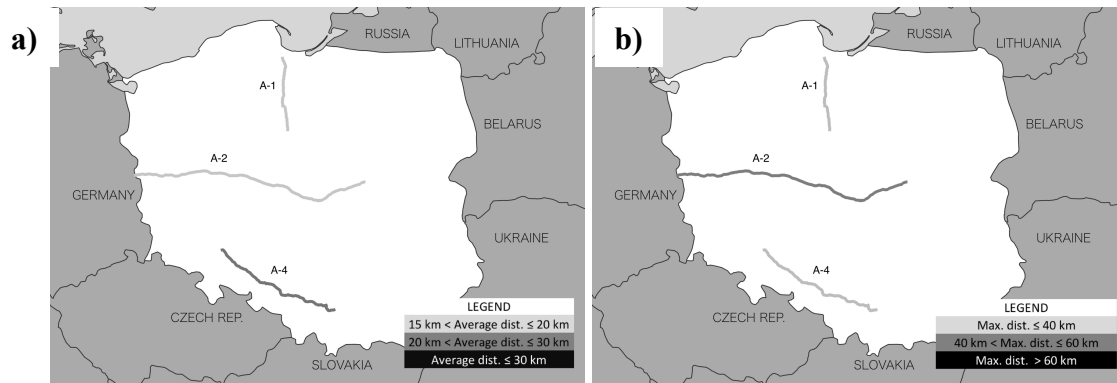 a)
RUSSIA
LITHUANIA
A-1
BELARUS
A-2
GERMANY
UKRAINE
A-4
LEGEND
15 km < Average dist. ≤ 20 km
CZECH REP.
20 km < Average dist. ≤ 30 km
Average dist. ≤ 30 km
SLOVAKIA
b)
RUSSIA
LITHUANIA
A-1
BELARUS
A-2
GERMANY
UKRAINE
A-4
LEGEND
Max. dist. ≤ 40 km
CZECH REP.
40 km < Max. dist. ≤ 60 km
Max. dist. > 60 km
SLOVAKIA